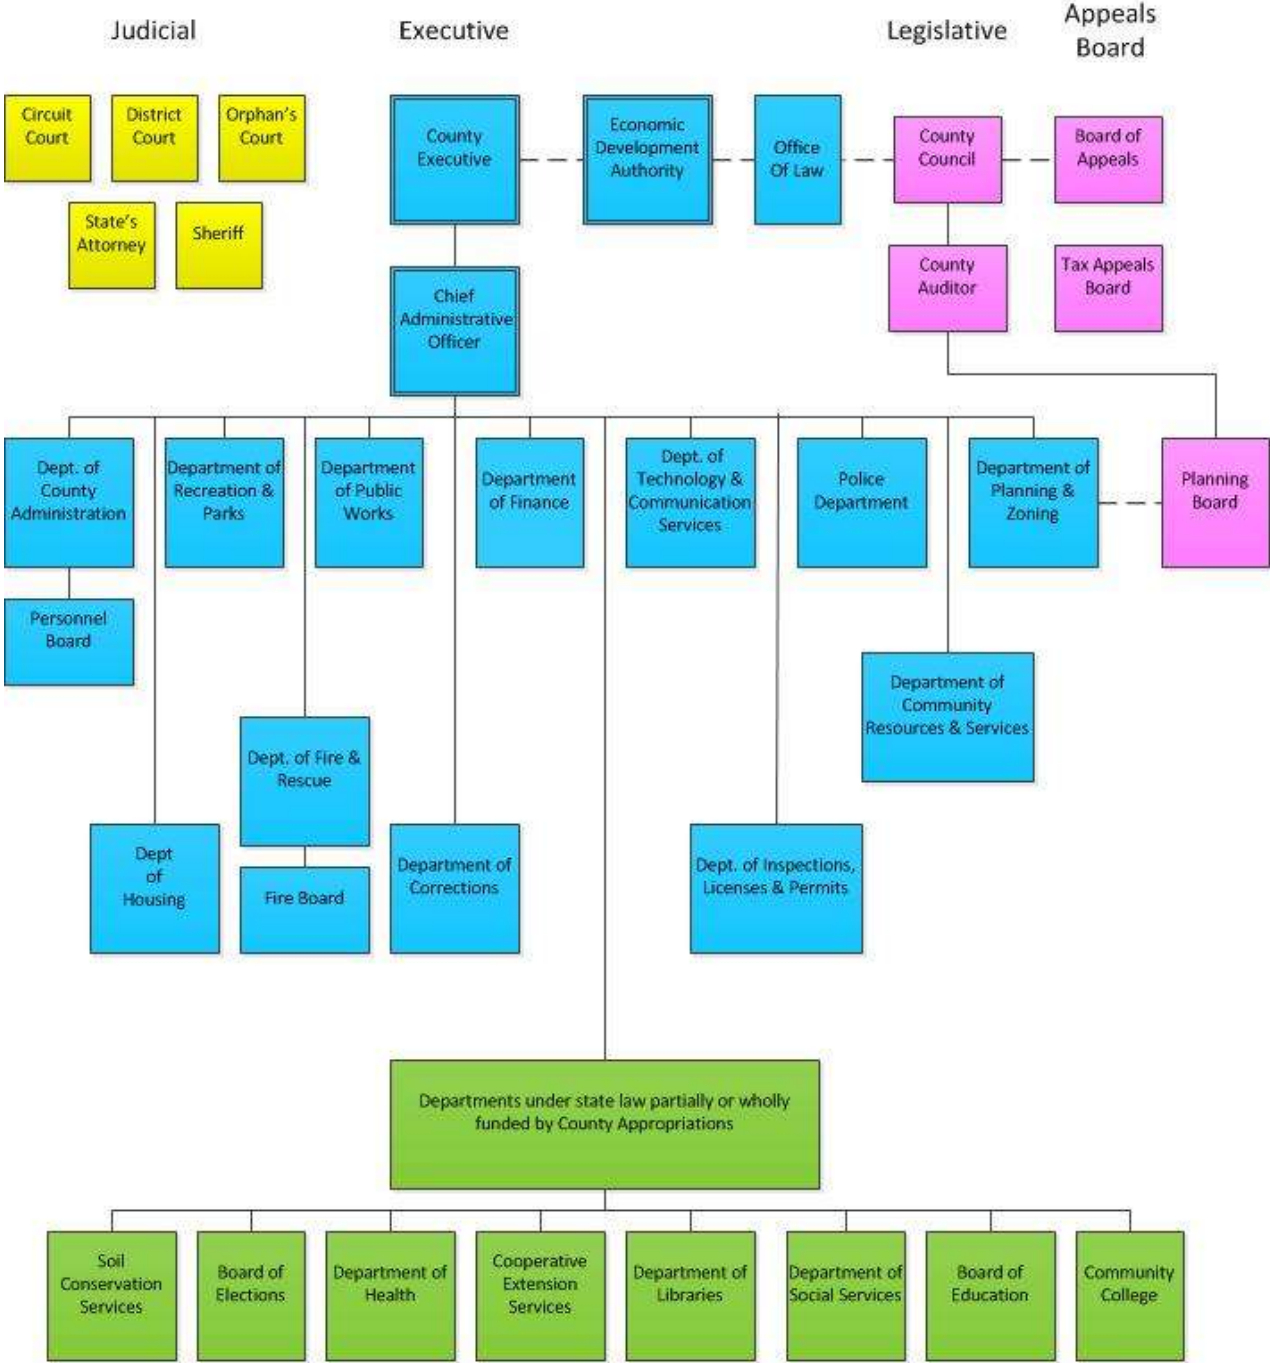 Judicial
Executive
Legislative
Appeals
Board
Circuit
Court
District
Court
Orphan's
Court
State's
Attorney
Sheriff
County
Executive
Economic
Development
Authority
Office
Of Law
County
Council
Board of
Appeals
Chief
Administrative
Officer
County
Auditor
Tax Appeals
Board
Dept. of
County
Administration
Department of
Recreation &
Parks
Department
of Public
Works
Department
of Finance
Dept. of
Technology &
Communication
Services
Police
Department
Department of
Planning &
Zoning
Planning
Board
Personnel
Board
Department of
Community
Resources & Services
Dept. of Fire &
Rescue
Dept
of
Housing
Fire Board
Department of
Corrections
Dept. of Inspections,
Licenses & Permits
Departments under state law partially or wholly
funded by County Appropriations
Soil
Conservation
Services
Board of
Elections
Department of
Health
Cooperative
Extension
Services
Department of
Libraries
Department of
Social Services
Board of
Education
Community
College